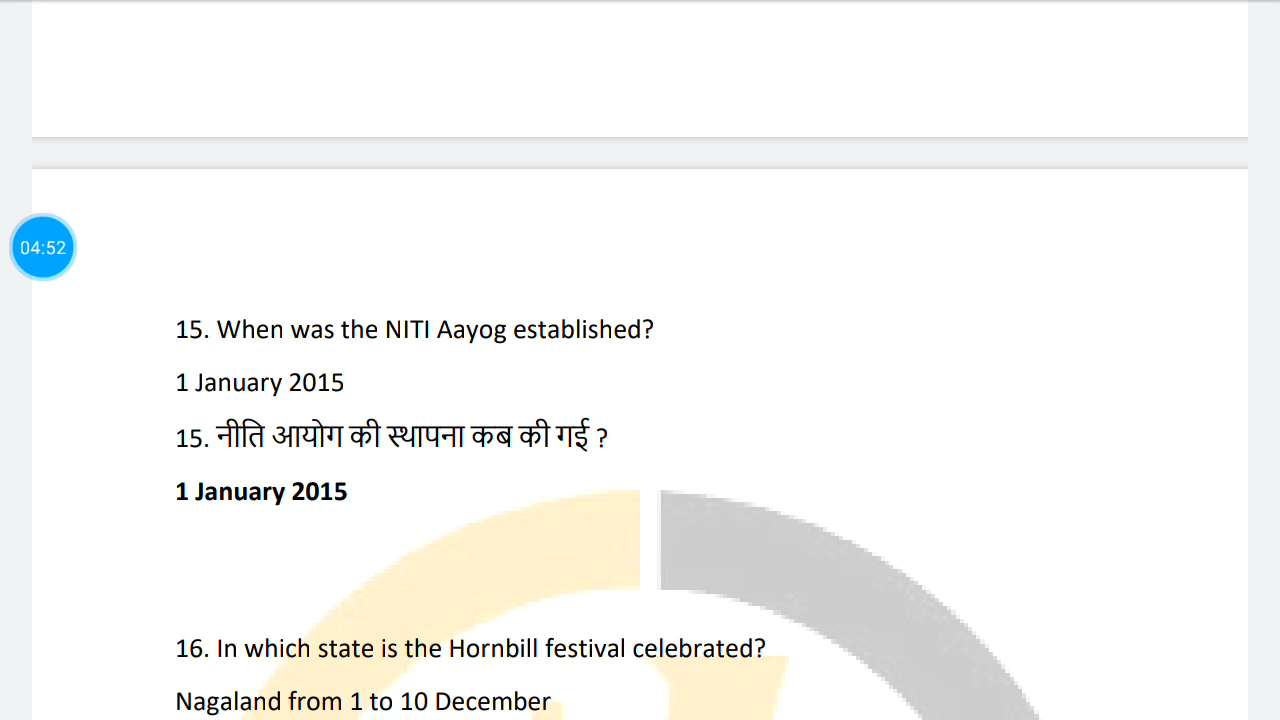 04:52
15. When was the NITI Aayog established?
1 January 2015
15. नीति आयोग की स्थापना कब की गई ?
1 January 2015
16. In which state is the Hornbill festival celebrated?
Nagaland from 1 to 10 December